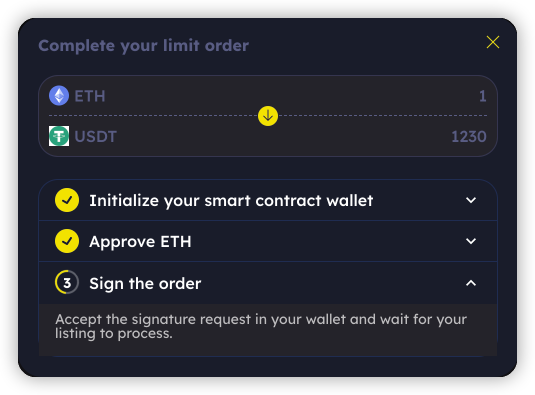 Complete your limit order
ETH 1
USDT 1230
Initialize your smart contract wallet
Approve ETH
3 Sign the order
Accept the signature request in your wallet and wait for your
listing to process.